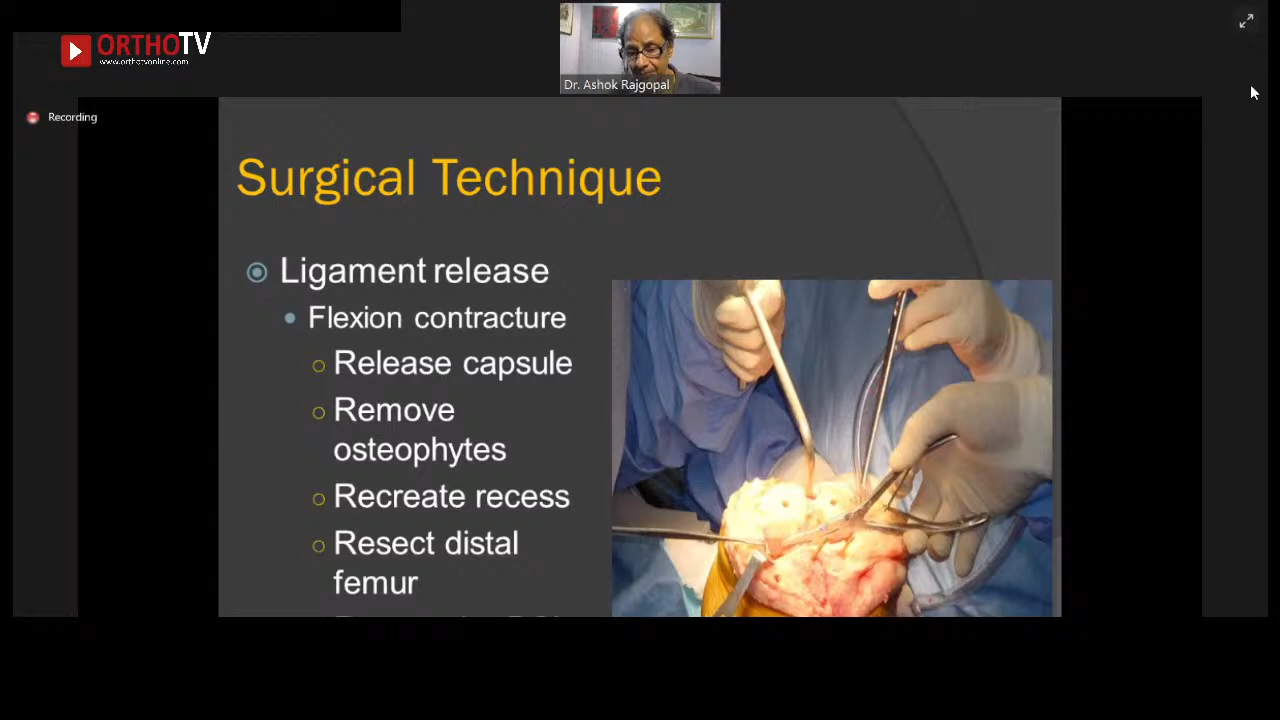 ORTHOTV
www.orthotvonline.com
Dr. Ashok Rajgopal
Recording
Surgical Technique
Ligament release
Flexion contracture
Release capsule
Remove
osteophytes
Recreate recess
Resect distal
femur